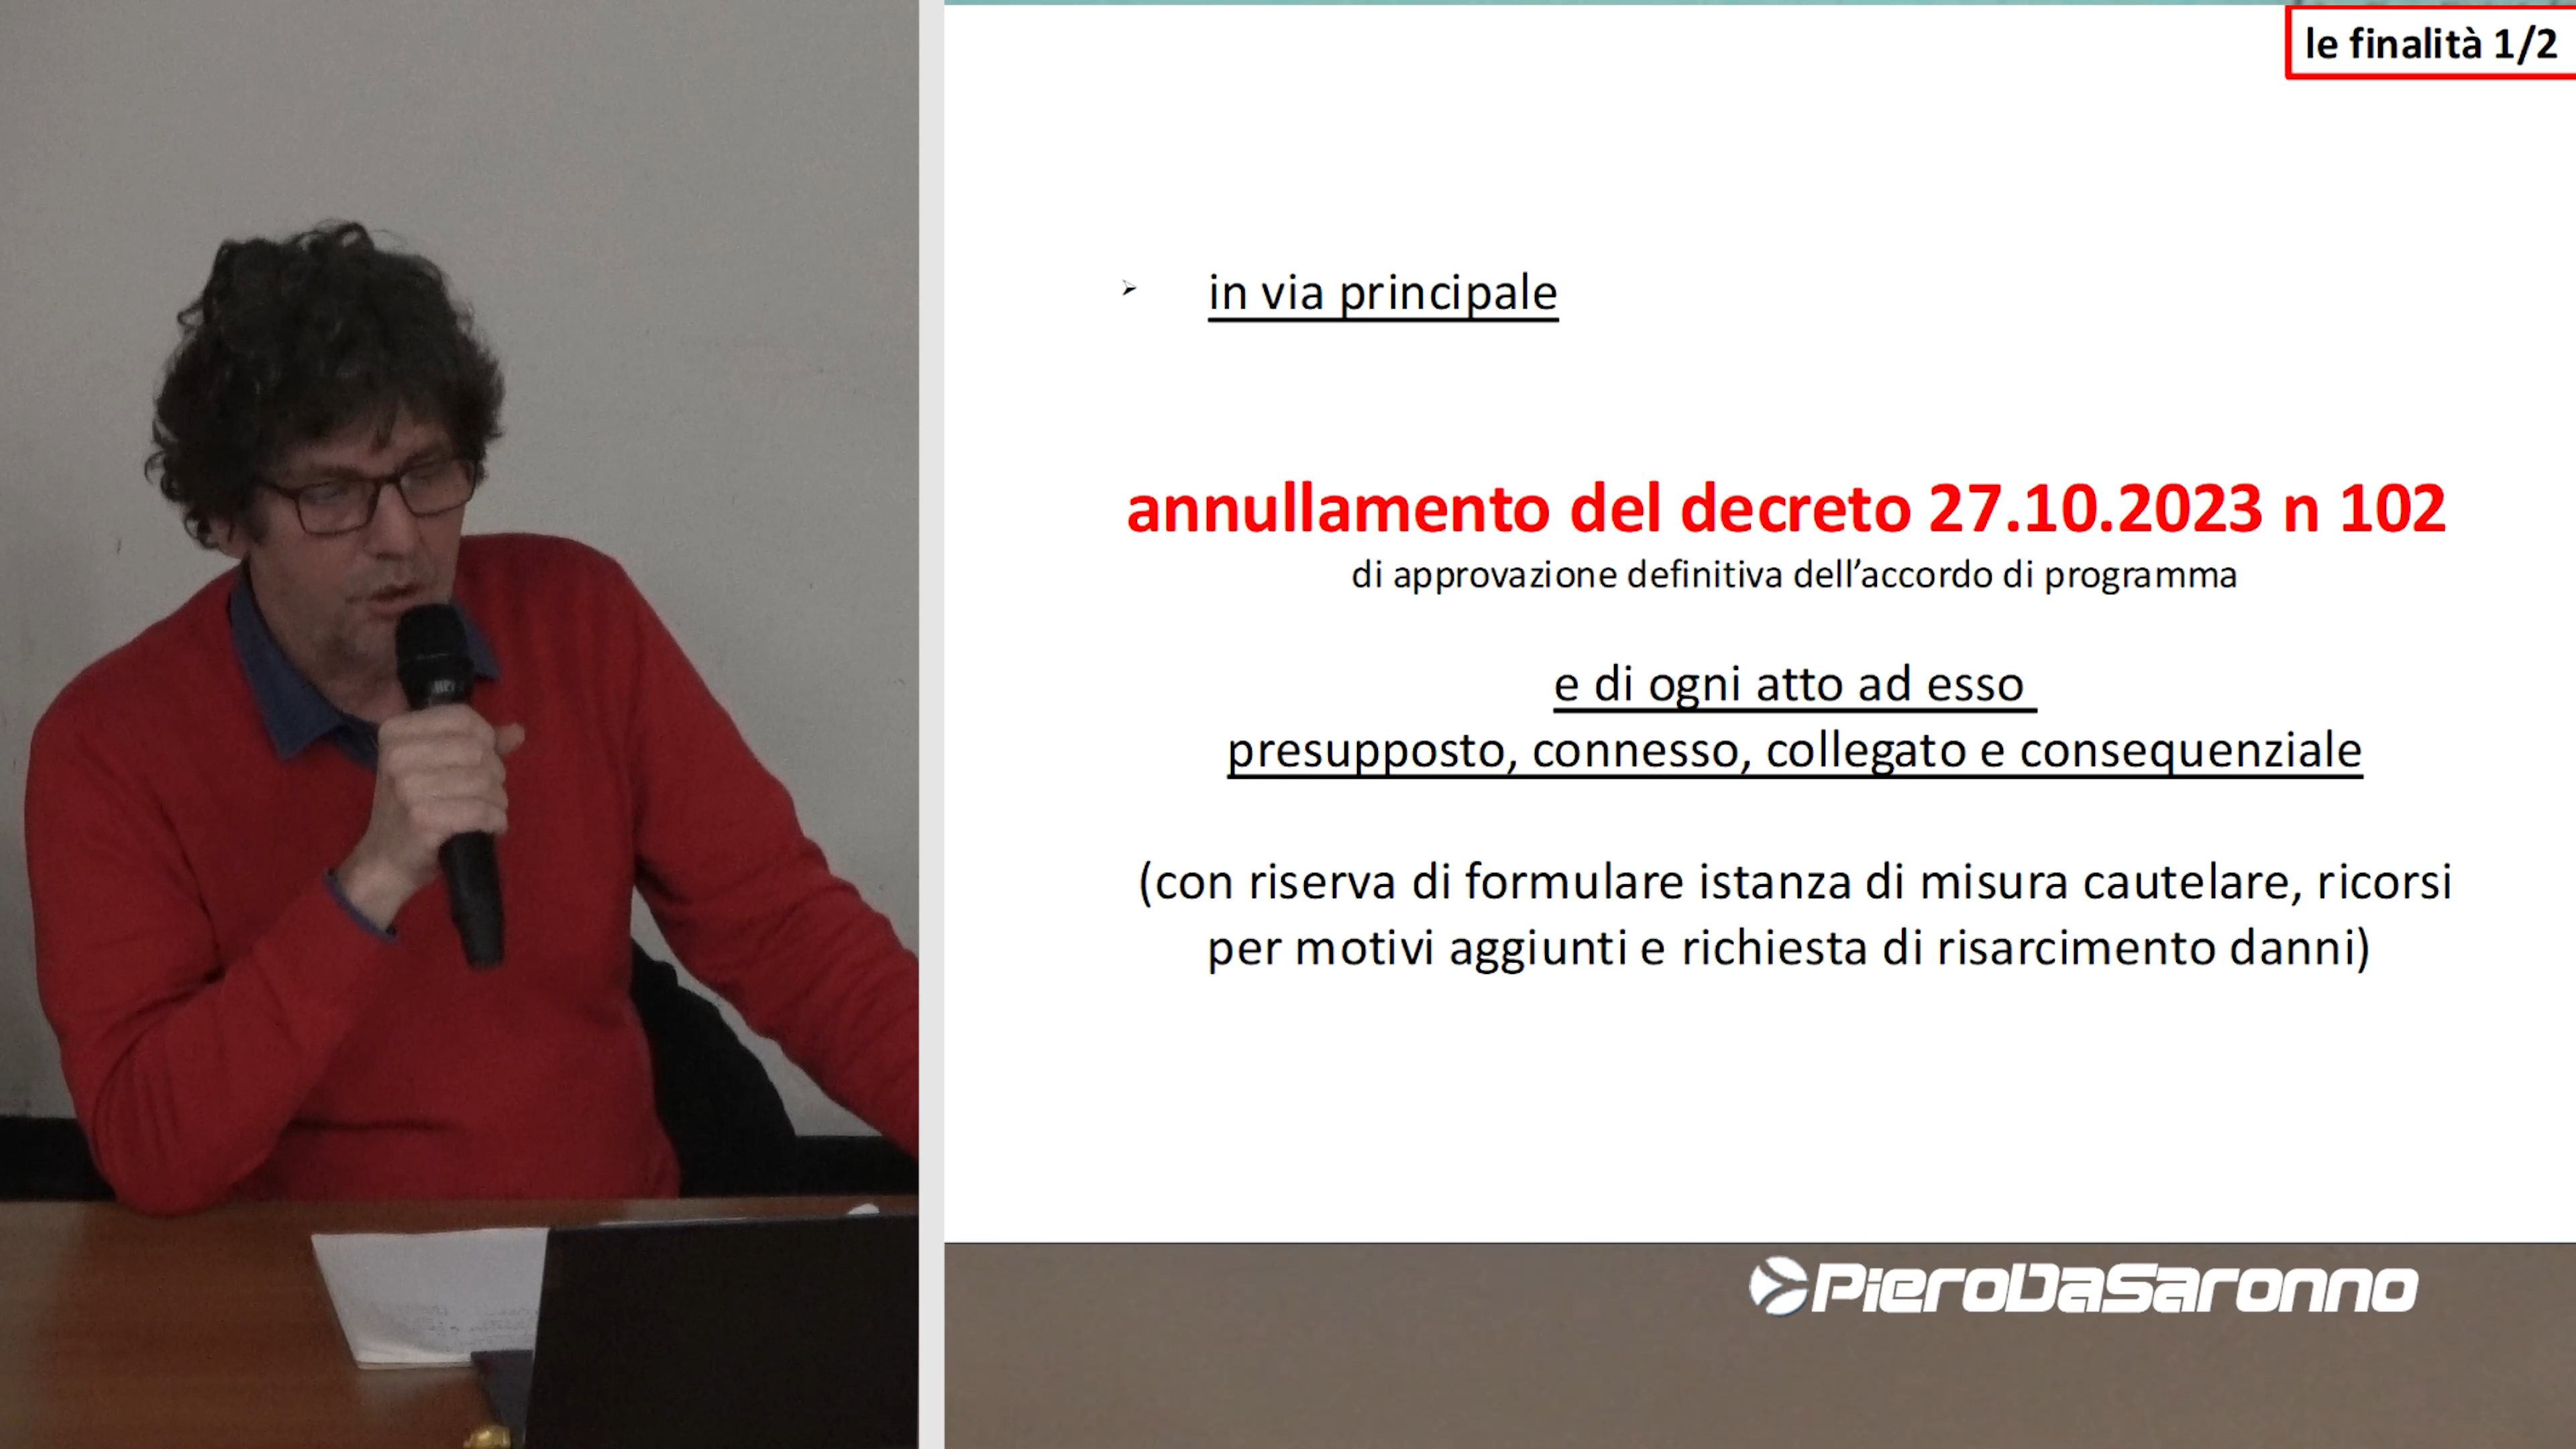 le finalità 1/2
➢ in via principale
annullamento del decreto 27.10.2023 n 102
di approvazione definitiva dell’accordo di programma
e di ogni atto ad esso
presupposto, connesso, collegato e consequenziale
(con riserva di formulare istanza di misura cautelare, ricorsi
per motivi aggiunti e richiesta di risarcimento danni)
PieroDaSaronno